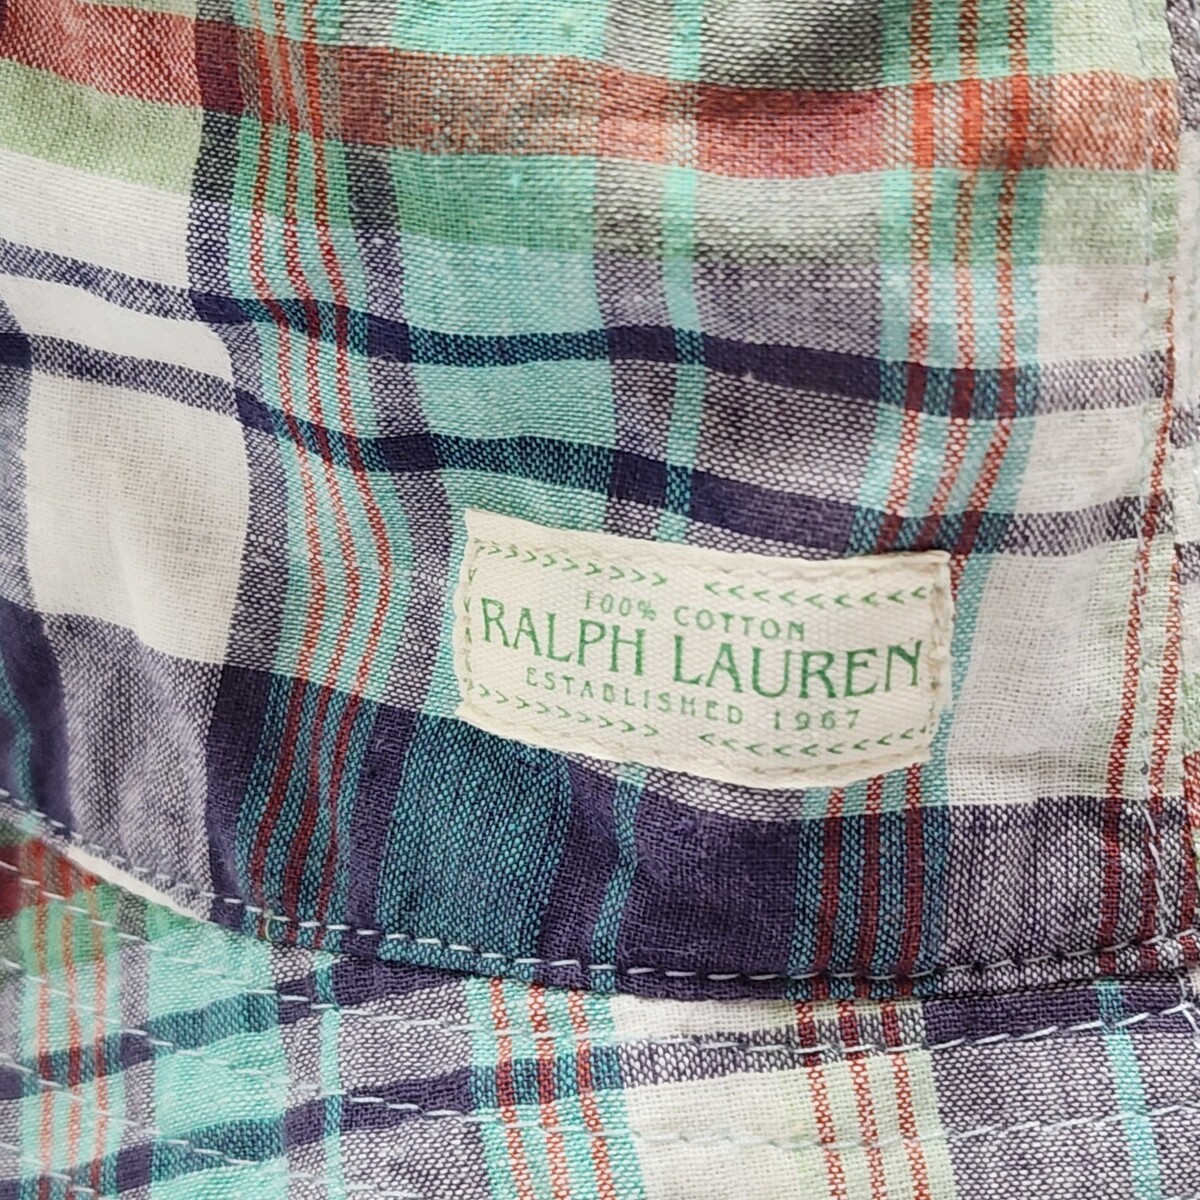 100% COTTON
RALPH LAUREN
ESTABLISHED 1967